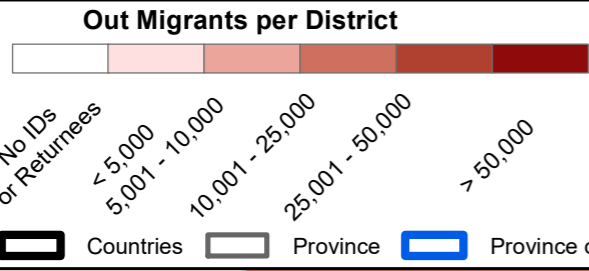 Out Migrants per District
No IDs
or Returnees
< 5,000
5,001 - 10,000
10,001 - 25,000
25,001 - 50,000
> 50,000
Countries
Province
Province